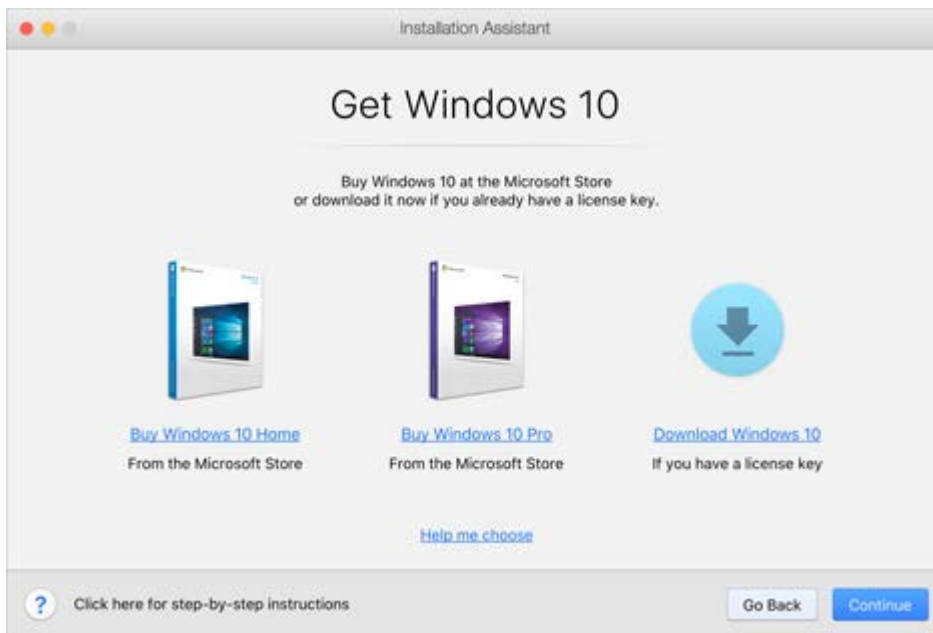 Installation Assistant
Get Windows 10
Buy Windows 10 at the Microsoft Store
or download it now if you already have a license key.
Buy Windows 10 Home
Buy Windows 10 Pro
Download Windows 10
From the Microsoft Store
From the Microsoft Store
If you have a license key
Help me choose
?
Click here for step-by-step instructions
Go Back
Continue